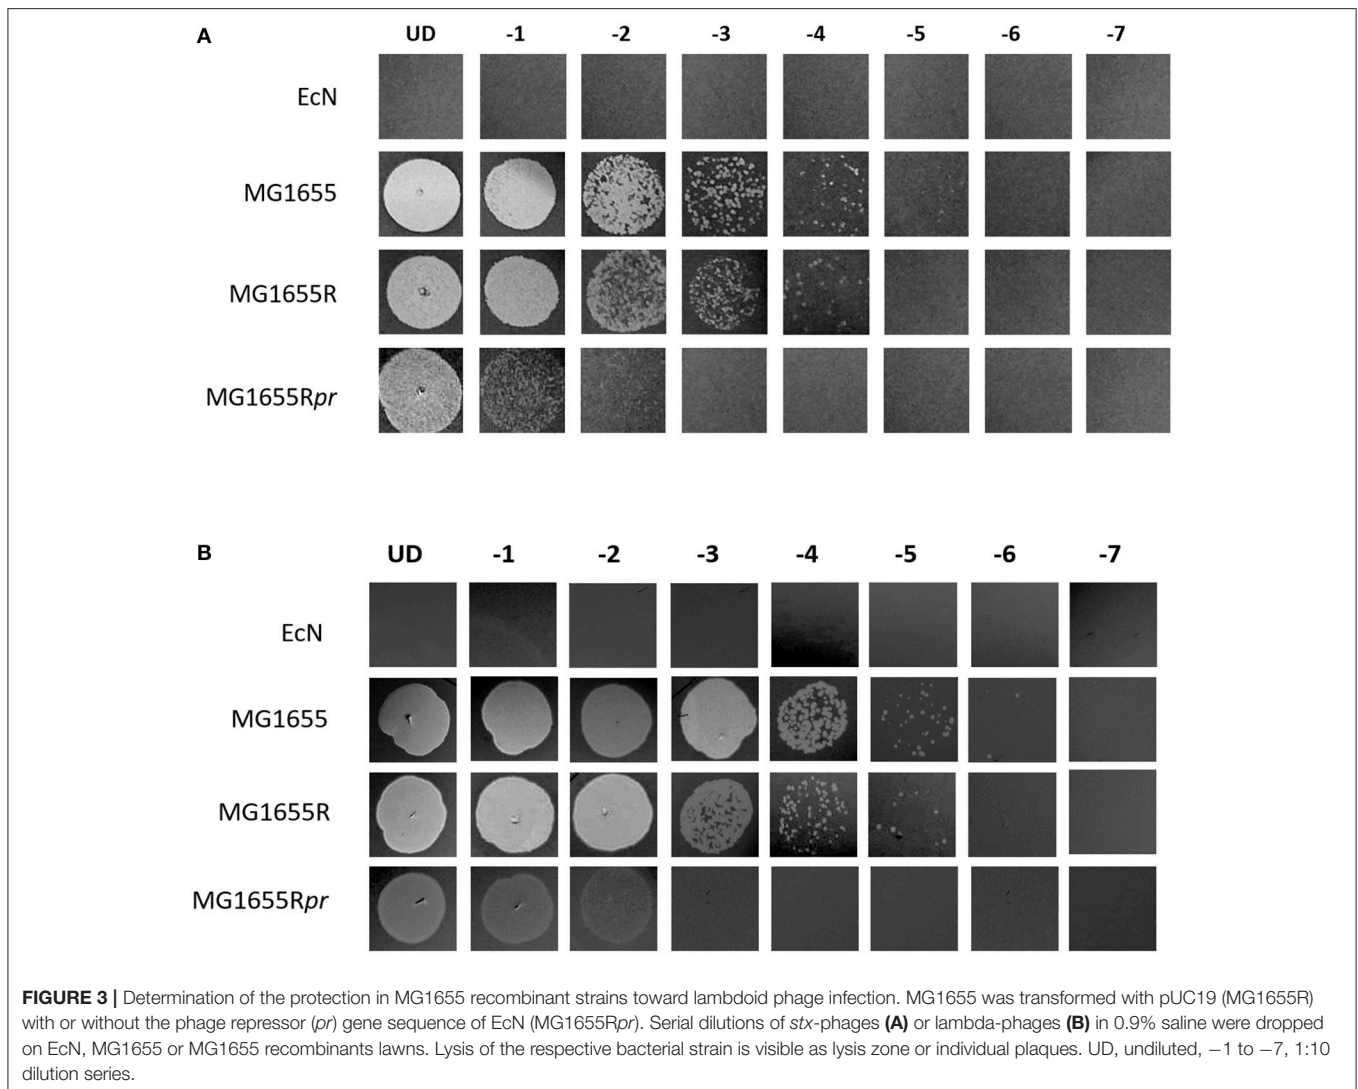 A UD -1 -2 -3 -4 -5 -6 -7
EcN
MG1655
MG1655R
MG1655Rpr
B UD -1 -2 -3 -4 -5 -6 -7
EcN
MG1655
MG1655R
MG1655Rpr
FIGURE 3 | Determination of the protection in MG1655 recombinant strains toward lambdoid phage infection. MG1655 was transformed with pUC19 (MG1655R)
with or without the phage repressor (pr) gene sequence of EcN (MG1655Rpr). Serial dilutions of stx-phages (A) or lambda-phages (B) in 0.9% saline were dropped
on EcN, MG1655 or MG1655 recombinants lawns. Lysis of the respective bacterial strain is visible as lysis zone or individual plaques. UD, undiluted, −1 to −7, 1:10
dilution series.